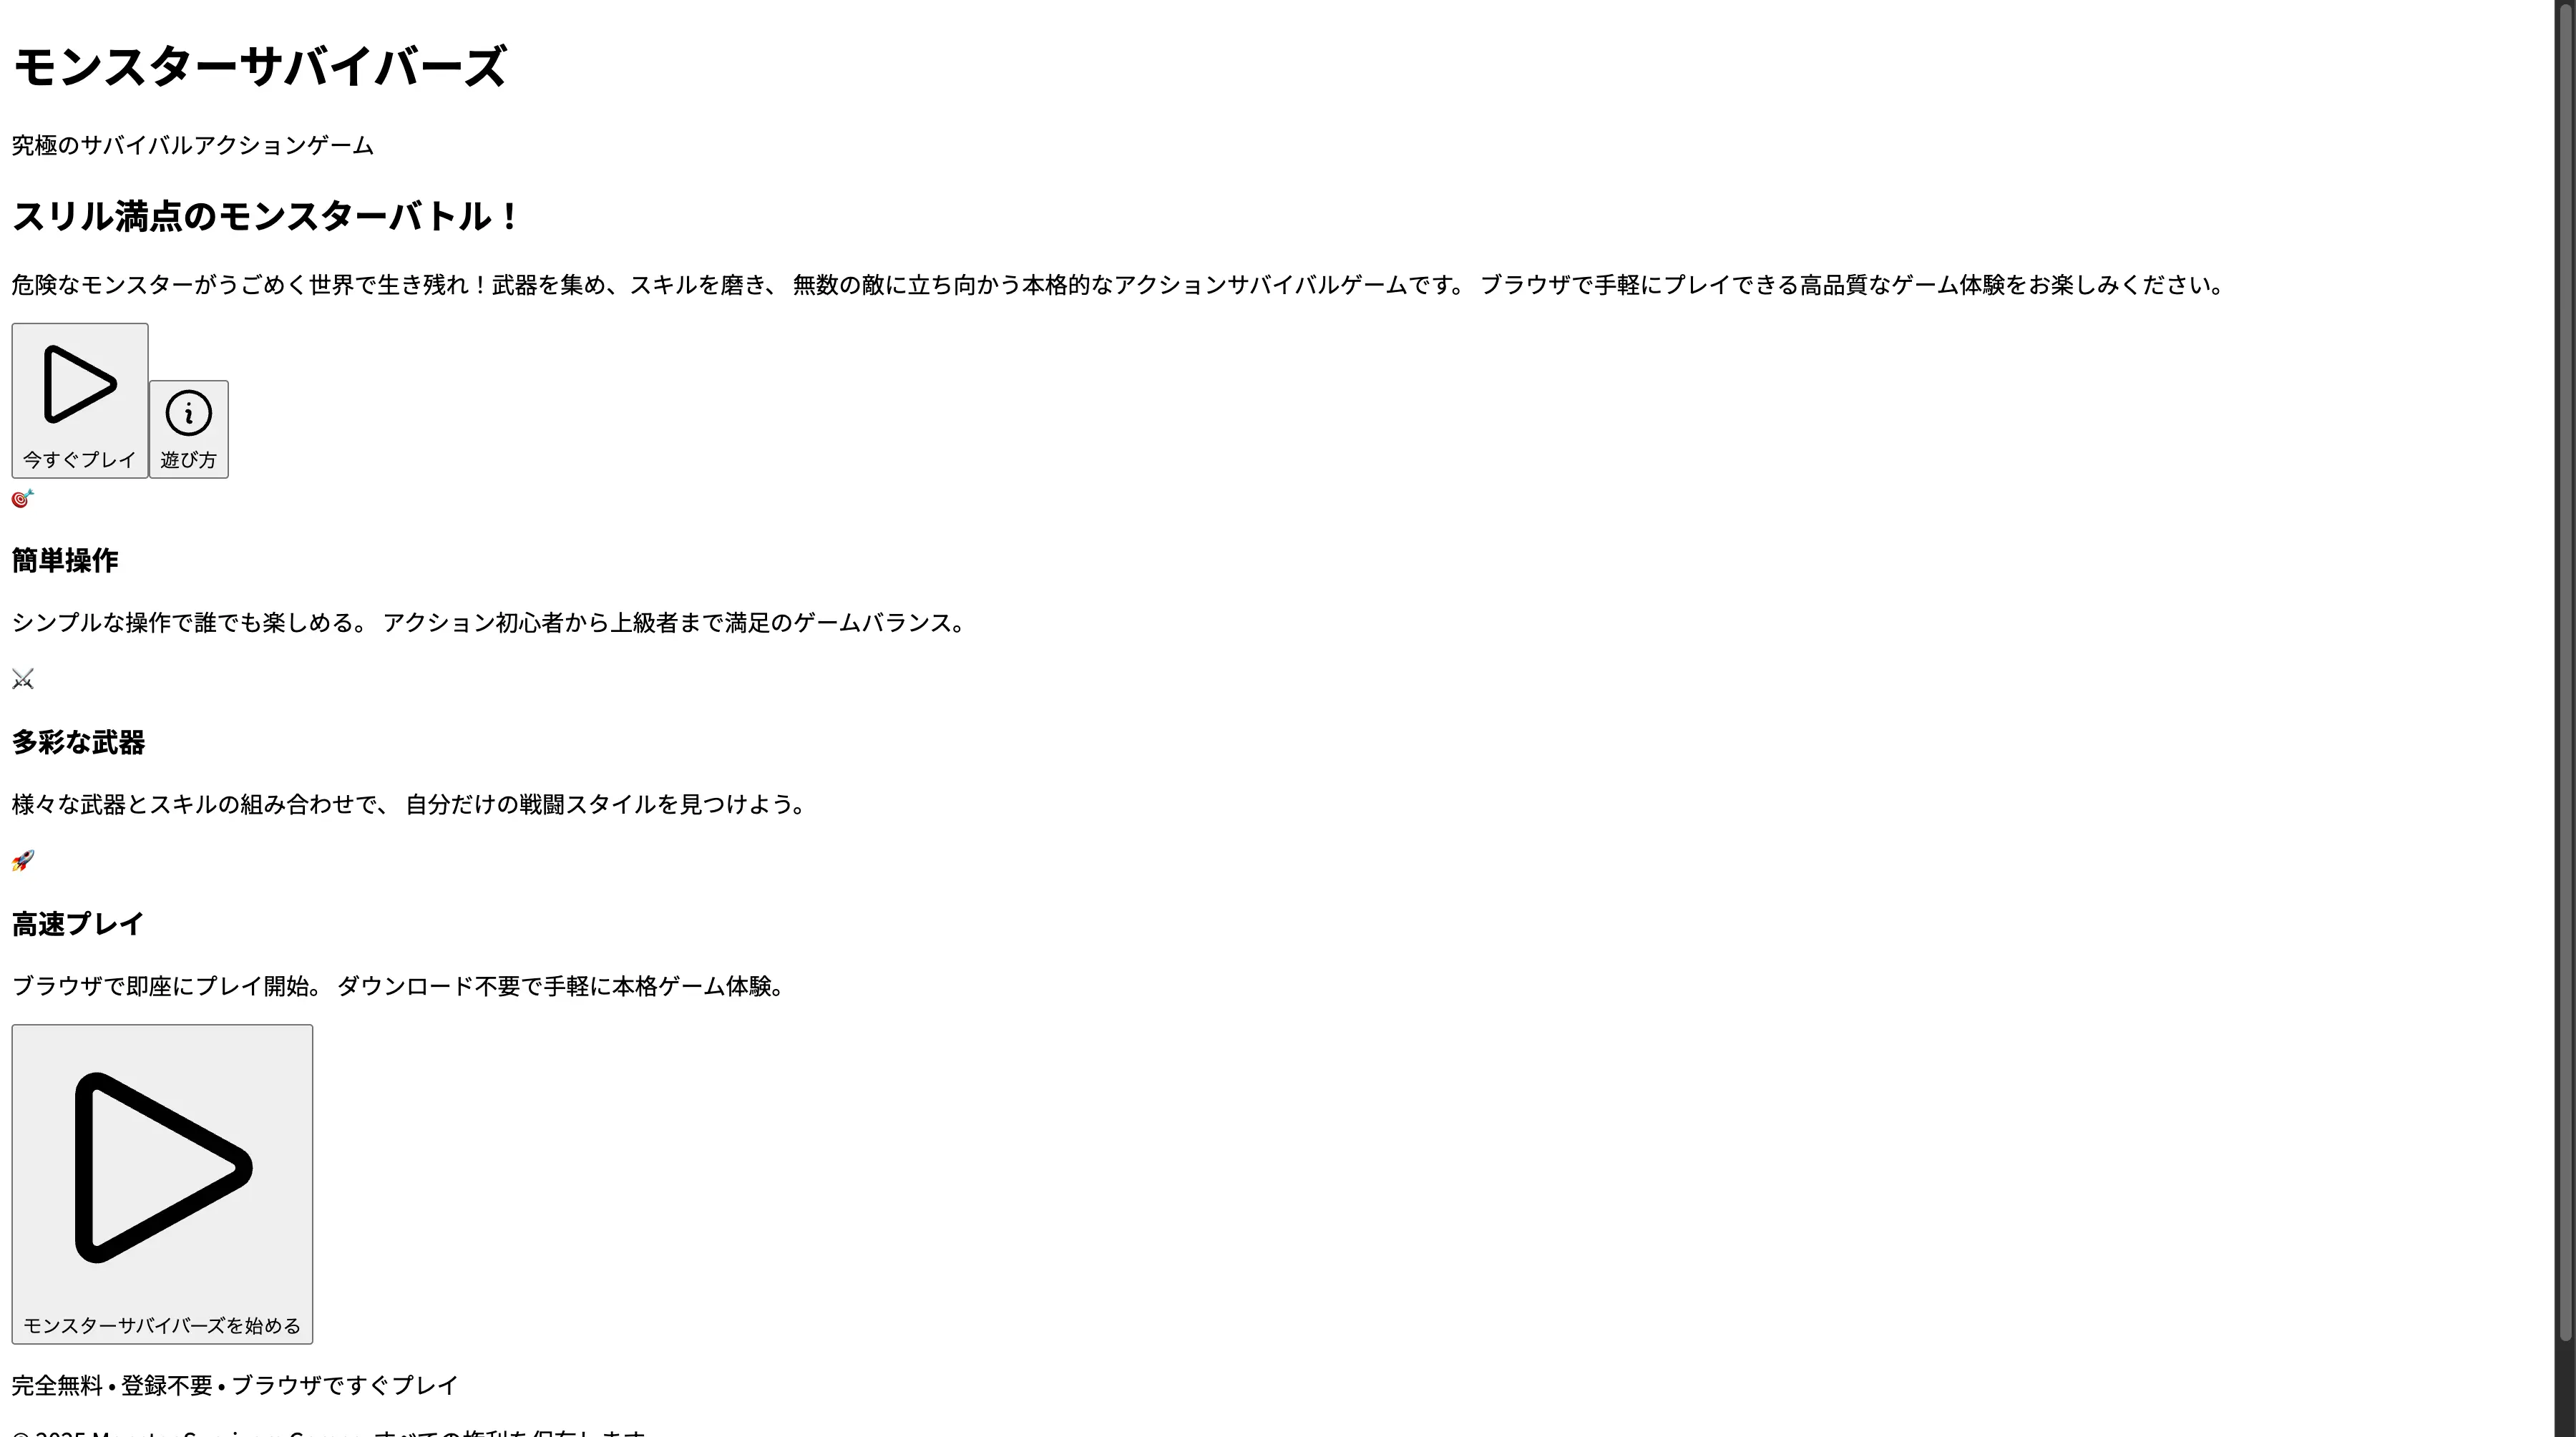 モンスターサバイバーズ
究極のサバイバルアクションゲーム
スリル満点のモンスターバトル！
危険なモンスターがうごめく世界で生き残れ！武器を集め、スキルを磨き、 無数の敵に立ち向かう本格的なアクションサバイバルゲームです。 ブラウザで手軽にプレイできる高品質なゲーム体験をお楽しみください。
今すぐプレイ 遊び方
簡単操作
シンプルな操作で誰でも楽しめる。 アクション初心者から上級者まで満足のゲームバランス。
多彩な武器
様々な武器とスキルの組み合わせで、 自分だけの戦闘スタイルを見つけよう。
高速プレイ
ブラウザで即座にプレイ開始。 ダウンロード不要で手軽に本格ゲーム体験。
モンスターサバイバーズを始める
完全無料 • 登録不要 • ブラウザですぐプレイ